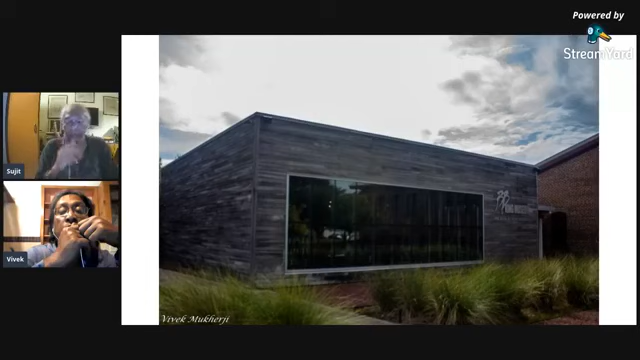 Powered by
StreamYard
Sujit
Vivek
Vivek Mukherji